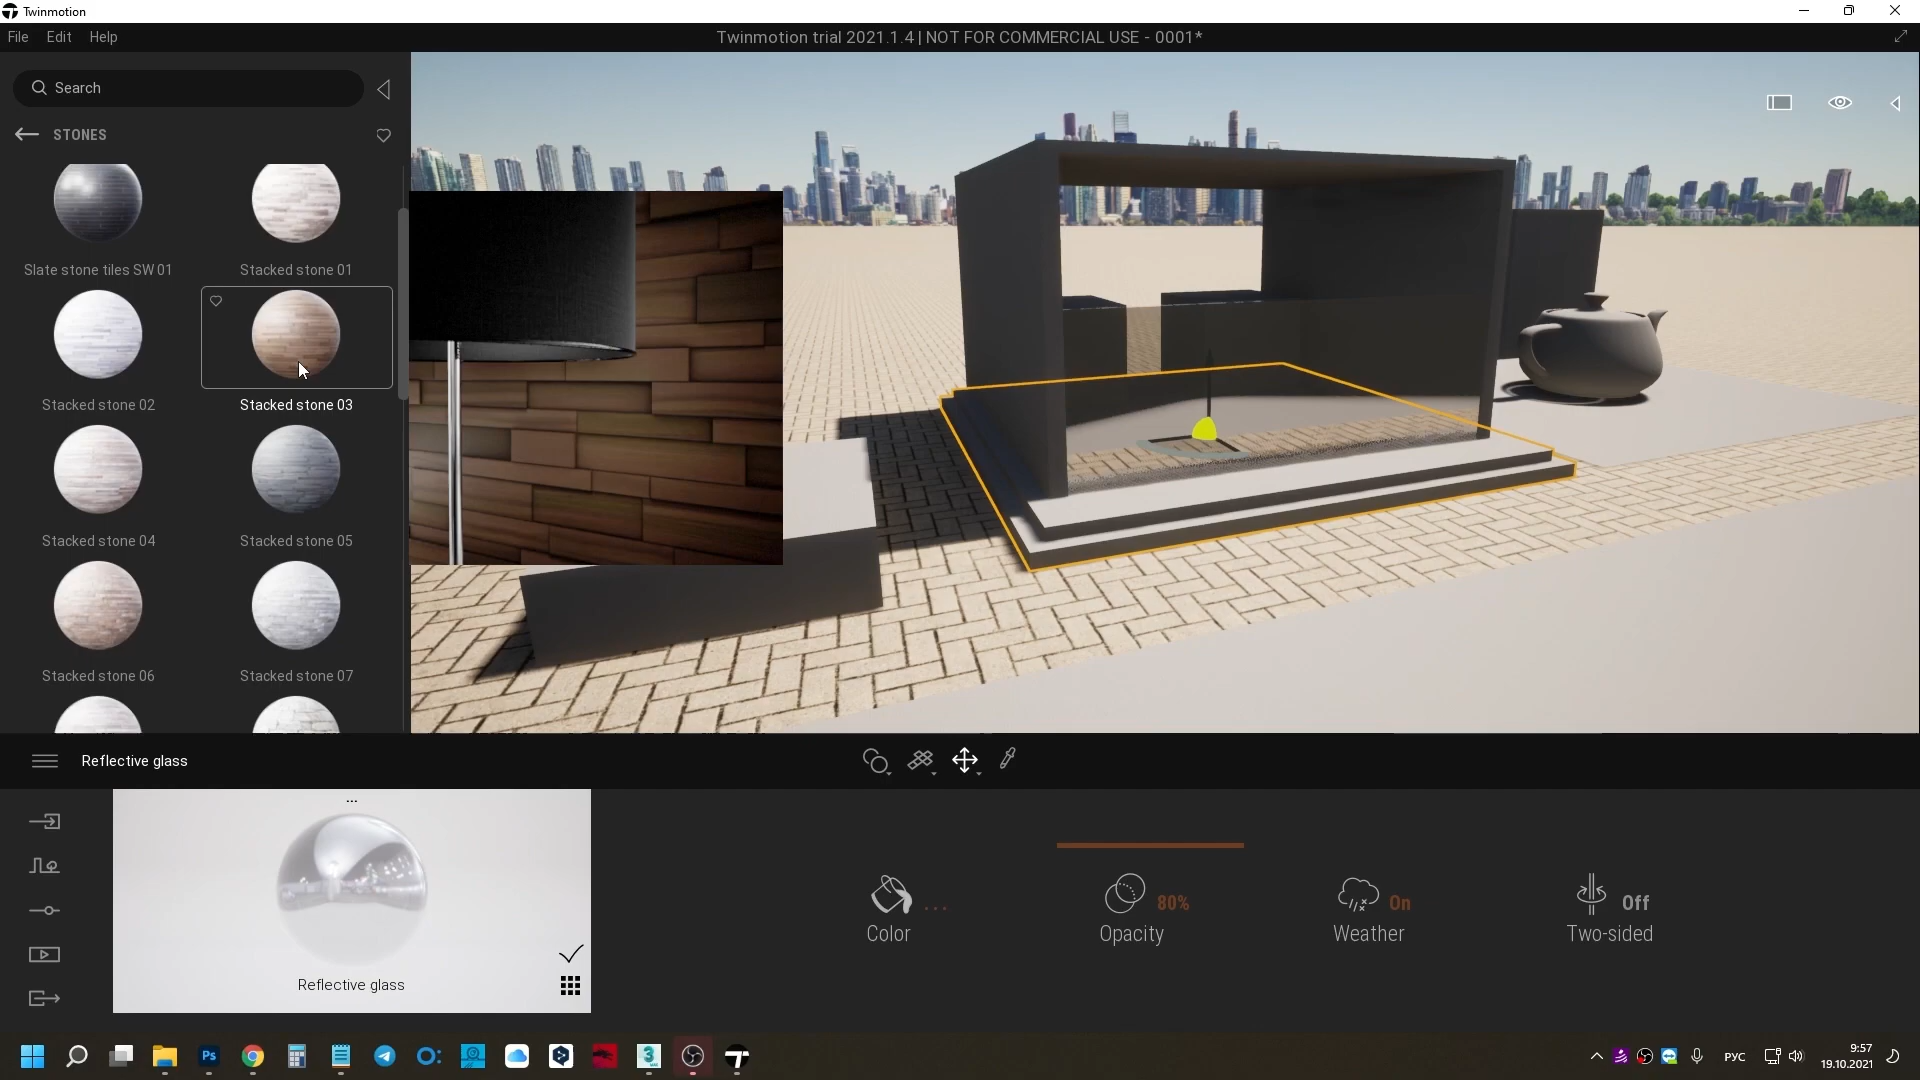 Twinmotion
File Edit Help
Twinmotion trial 2021.1.4 | NOT FOR COMMERCIAL USE - 0001*
Search
STONES
Slate stone tiles SW 01
Stacked stone 01
Stacked stone 02
Stacked stone 03
Stacked stone 04
Stacked stone 05
Stacked stone 06
Stacked stone 07
Reflective glass
...
Reflective glass
...
Color
80%
Opacity
On
Weather
Off
Two-sided
Ps
3
РУС
9:57
19.10.2021